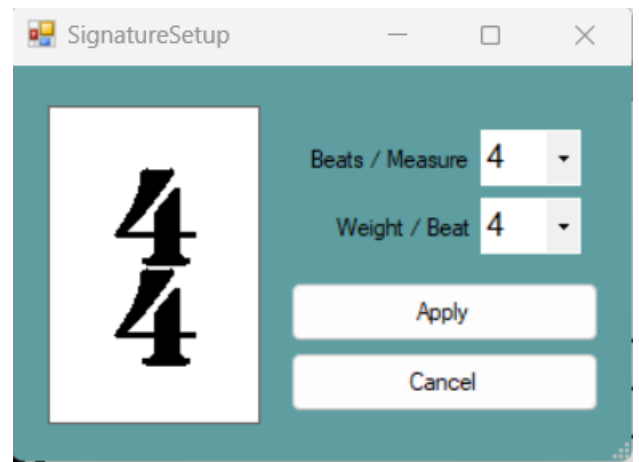 SignatureSetup
4
4
Beats / Measure 4
Weight / Beat 4
Apply
Cancel